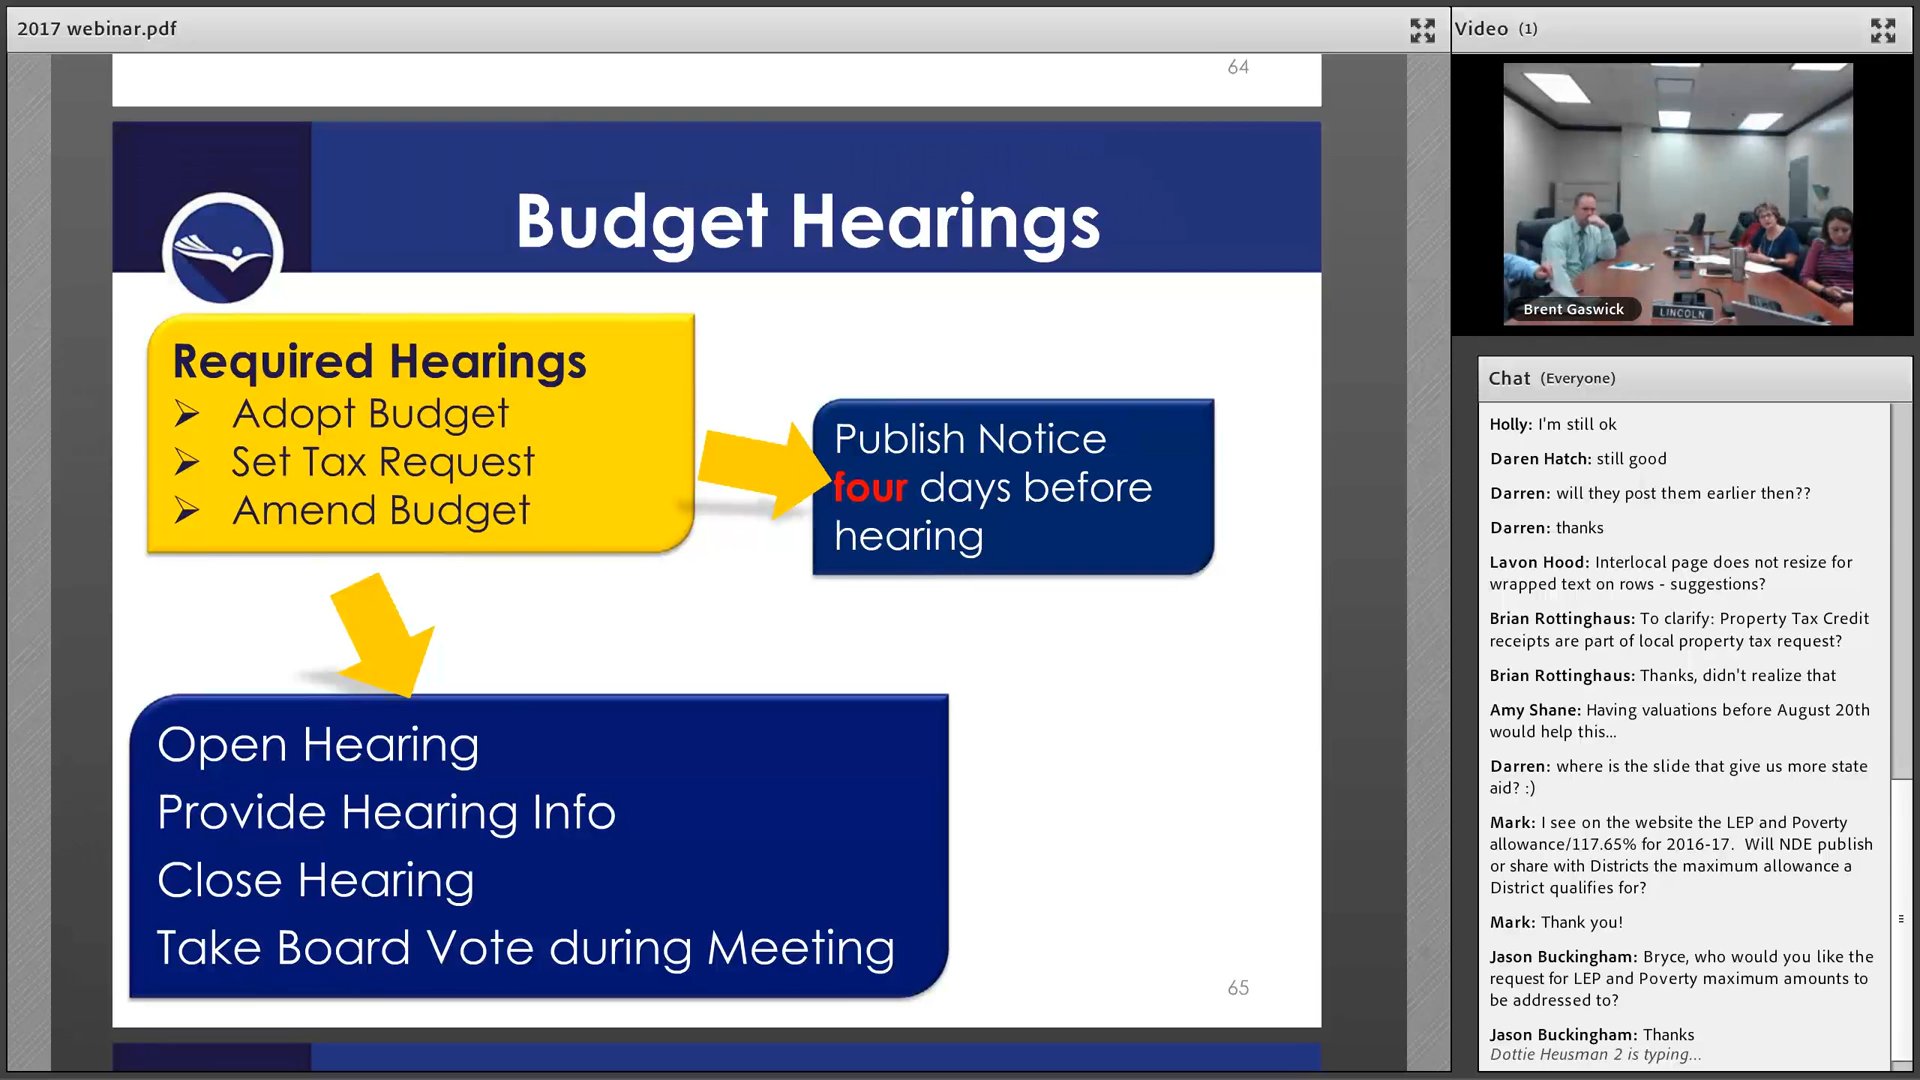 2017 webinar.pdf
64
Budget Hearings
Required Hearings
➢ Adopt Budget
➢ Set Tax Request
➢ Amend Budget
Publish Notice
four days before
hearing
Open Hearing
Provide Hearing Info
Close Hearing
Take Board Vote during Meeting
65
Video (1)
Brent Gaswick
LINCOLN
Chat (Everyone)
Holly: I'm still ok
Daren Hatch: still good
Darren: will they post them earlier then??
Darren: thanks
Lavon Hood: Interlocal page does not resize for
wrapped text on rows - suggestions?
Brian Rottinghaus: To clarify: Property Tax Credit
receipts are part of local property tax request?
Brian Rottinghaus: Thanks, didn't realize that
Amy Shane: Having valuations before August 20th
would help this...
Darren: where is the slide that give us more state
aid? :)
Mark: I see on the website the LEP and Poverty
allowance/117.65% for 2016-17. Will NDE publish
or share with Districts the maximum allowance a
District qualifies for?
Mark: Thank you!
Jason Buckingham: Bryce, who would you like the
request for LEP and Poverty maximum amounts to
be addressed to?
Jason Buckingham: Thanks
Dottie Heusman 2 is typing...